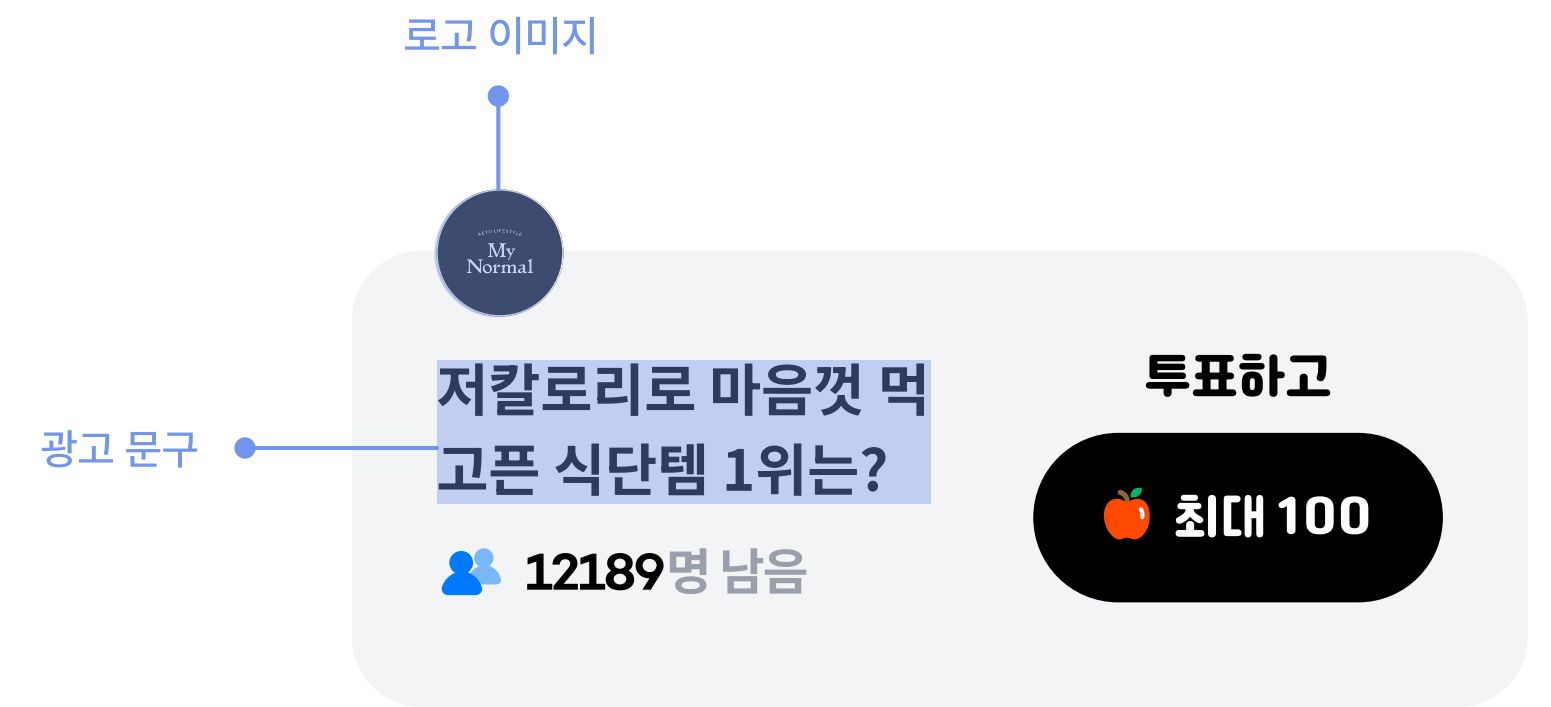 로고 이미지
KETO LIFESTYLE
My
Normal
저칼로리로 마음껏 먹
고픈 식단템 1위는?
광고 문구
12189명 남음
투표하고
최대 100